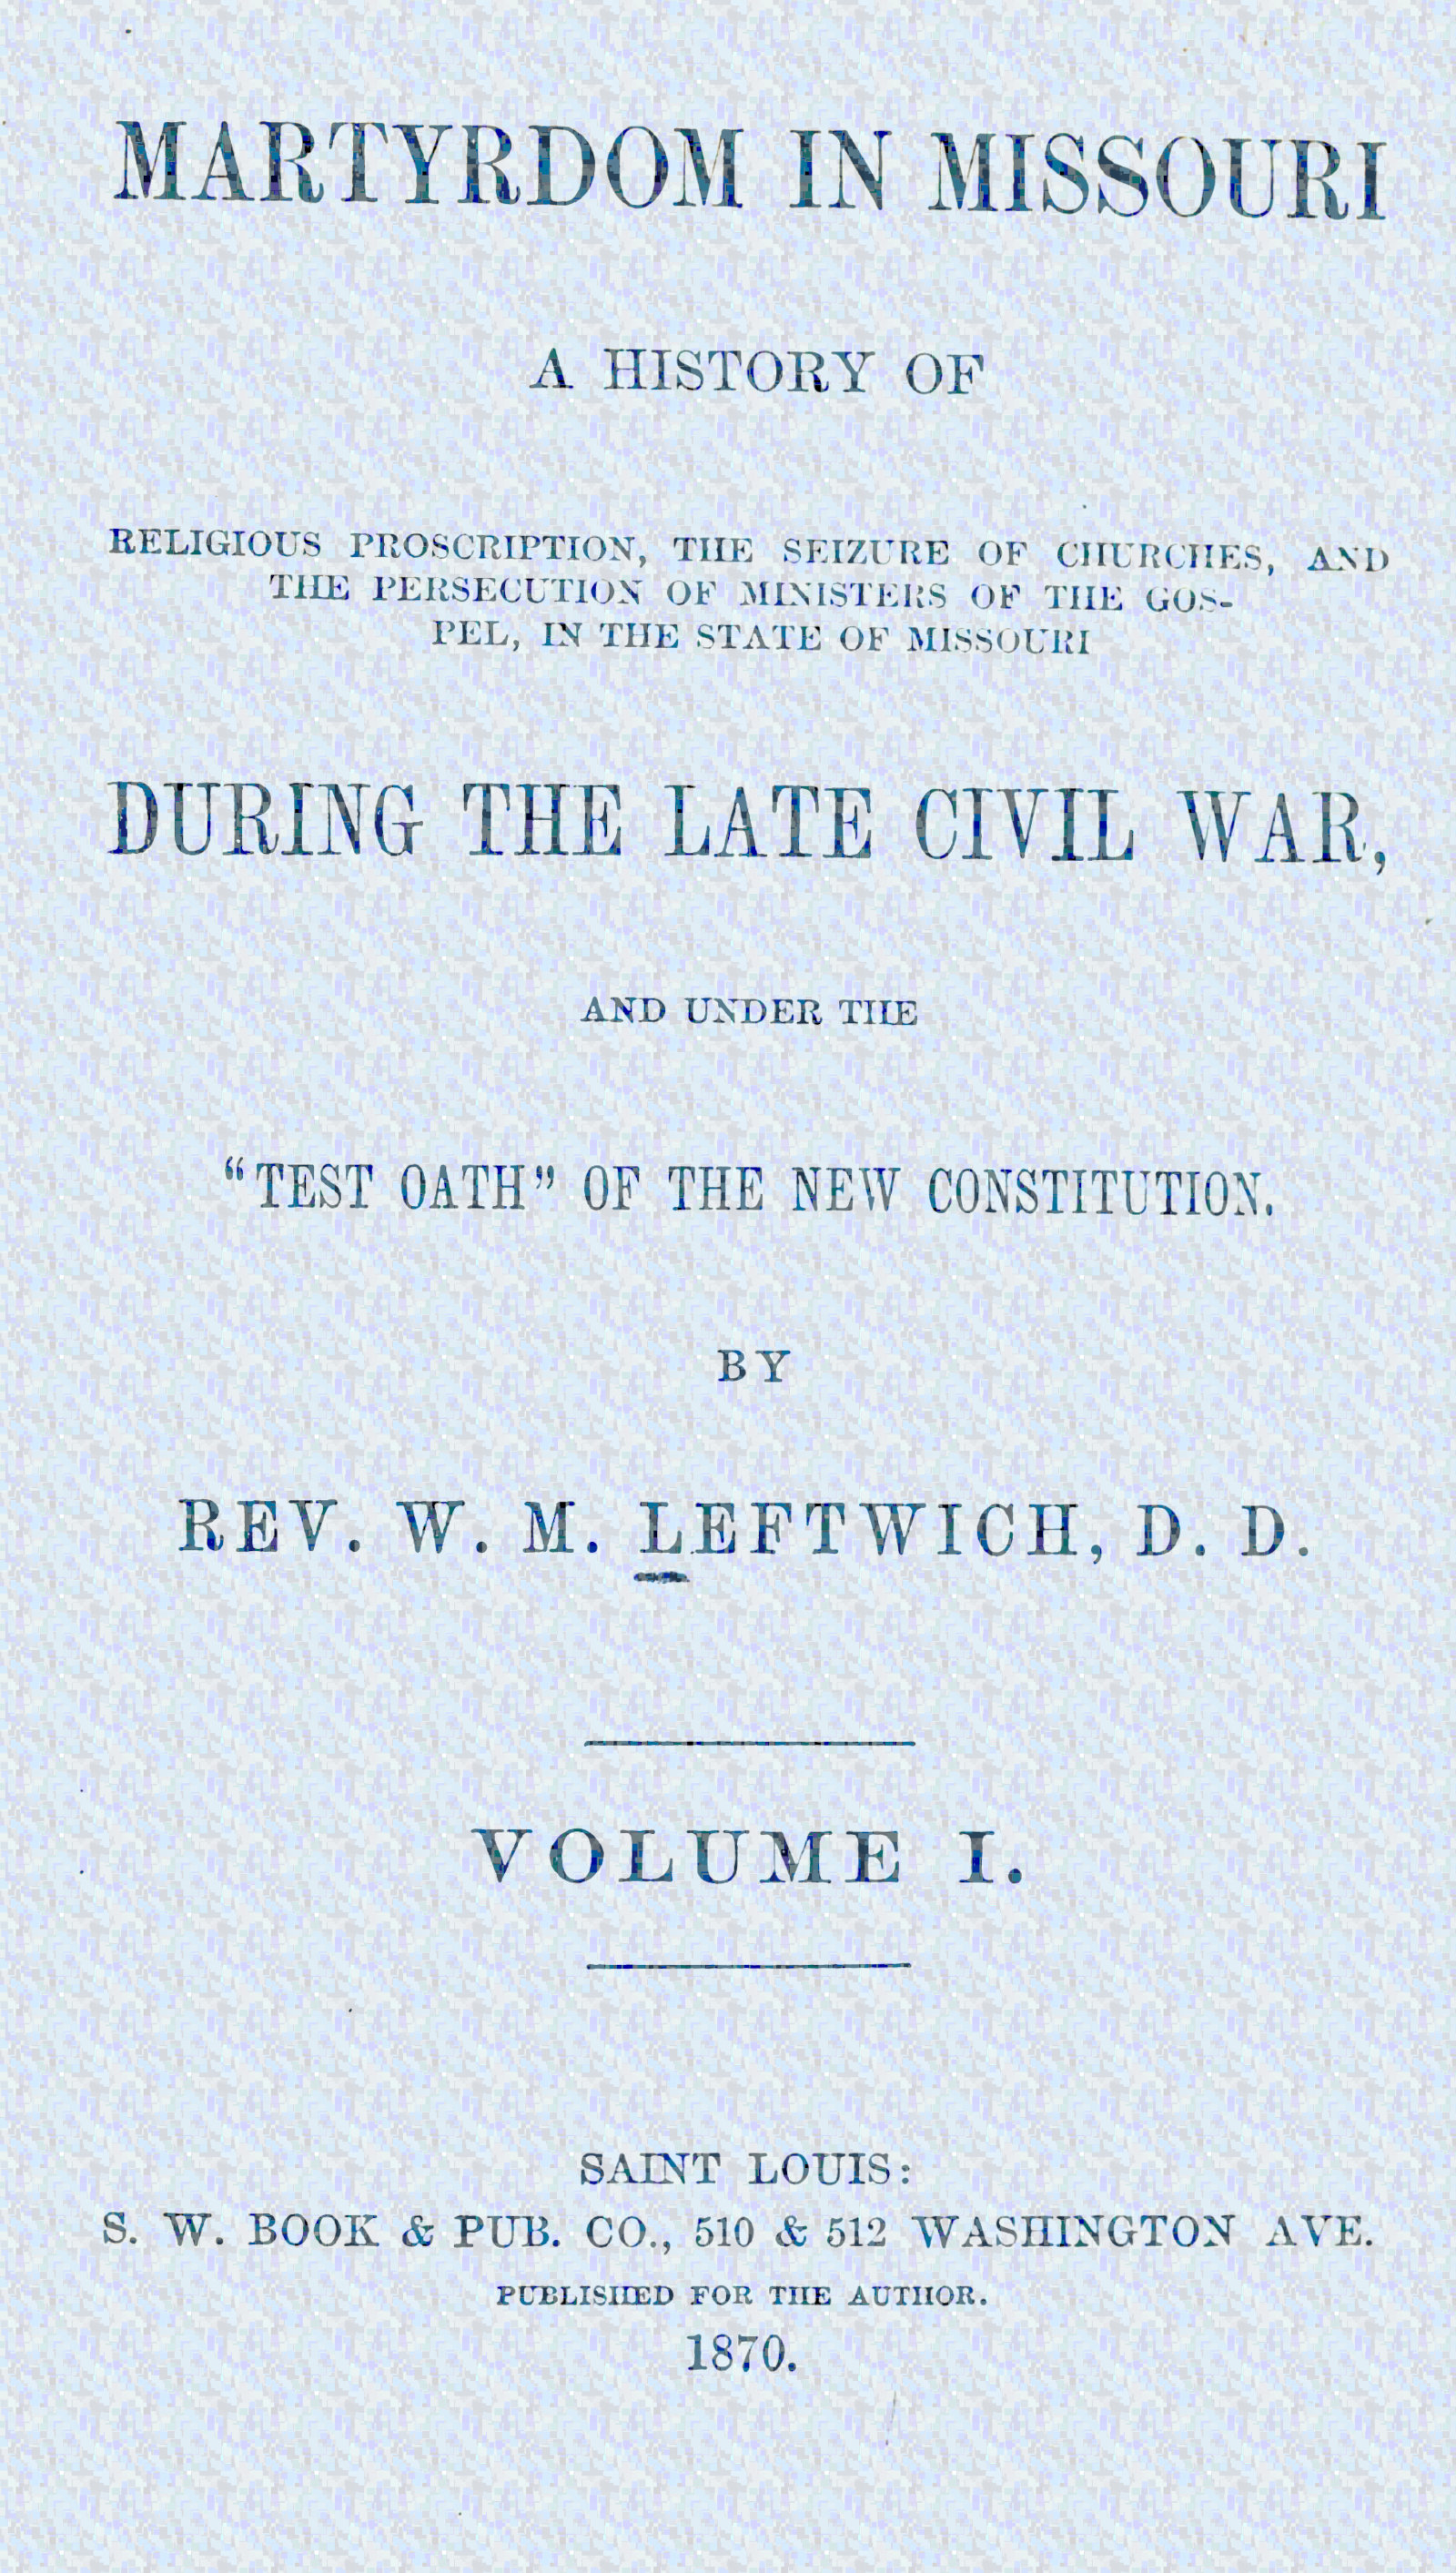 MARTYRDOM IN MISSOURI
A HISTORY OF
RELIGIOUS PROSCRIPTION, THE SEIZURE OF CHURCHES, AND
THE PERSECUTION OF MINISTERS OF THE GOS-
PEL, IN THE STATE OF MISSOURI
DURING THE LATE CIVIL WAR,
AND UNDER THE
“TEST OATH” OF THE NEW CONSTITUTION.
BY
REV. W. M. LEFTWICH, D. D.
VOLUME I.
SAINT LOUIS:
S. W. BOOK & PUB. CO., 510 & 512 WASHINGTON AVE.
PUBLISHED FOR THE AUTHOR.
1870.